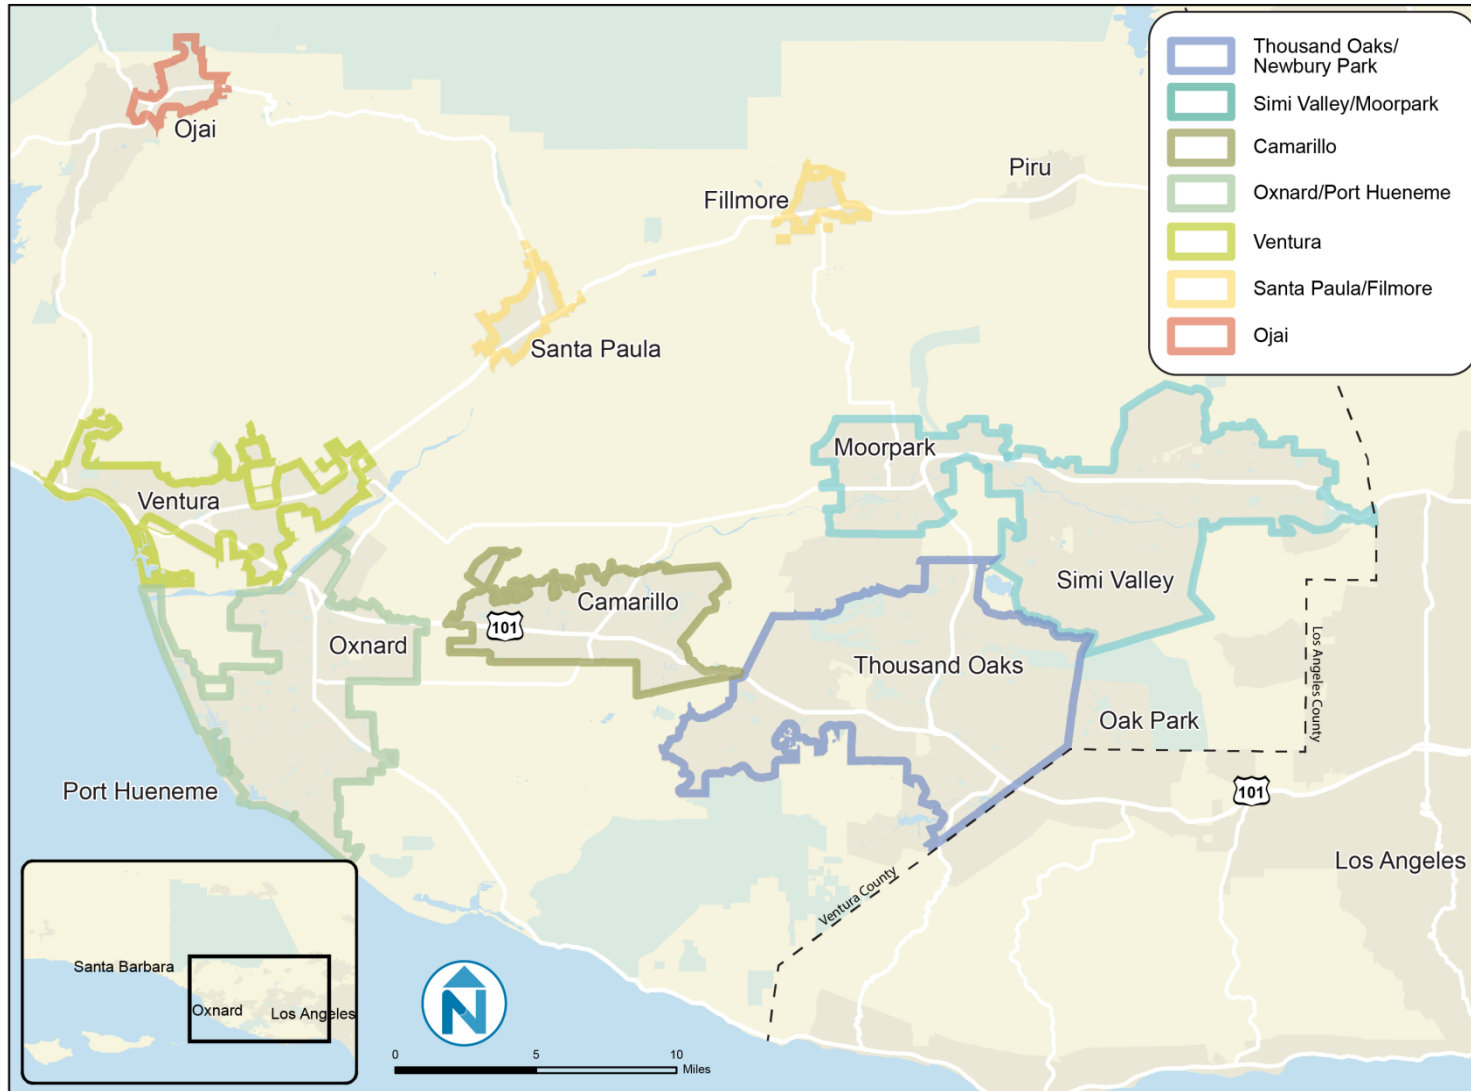 Thousand Oaks/
Newbury Park
Simi Valley/Moorpark
Camarillo
Oxnard/Port Hueneme
Ventura
Santa Paula/Filmore
Ojai
Ojai
Piru
Fillmore
Santa Paula
Moorpark
Ventura
Simi Valley
Camarillo
101
Oxnard
Thousand Oaks
Los Angeles County
Oak Park
Port Hueneme
101
Los Angeles
Ventura County
Santa Barbara
Oxnard
Los Angeles
N
0 5 10
Miles